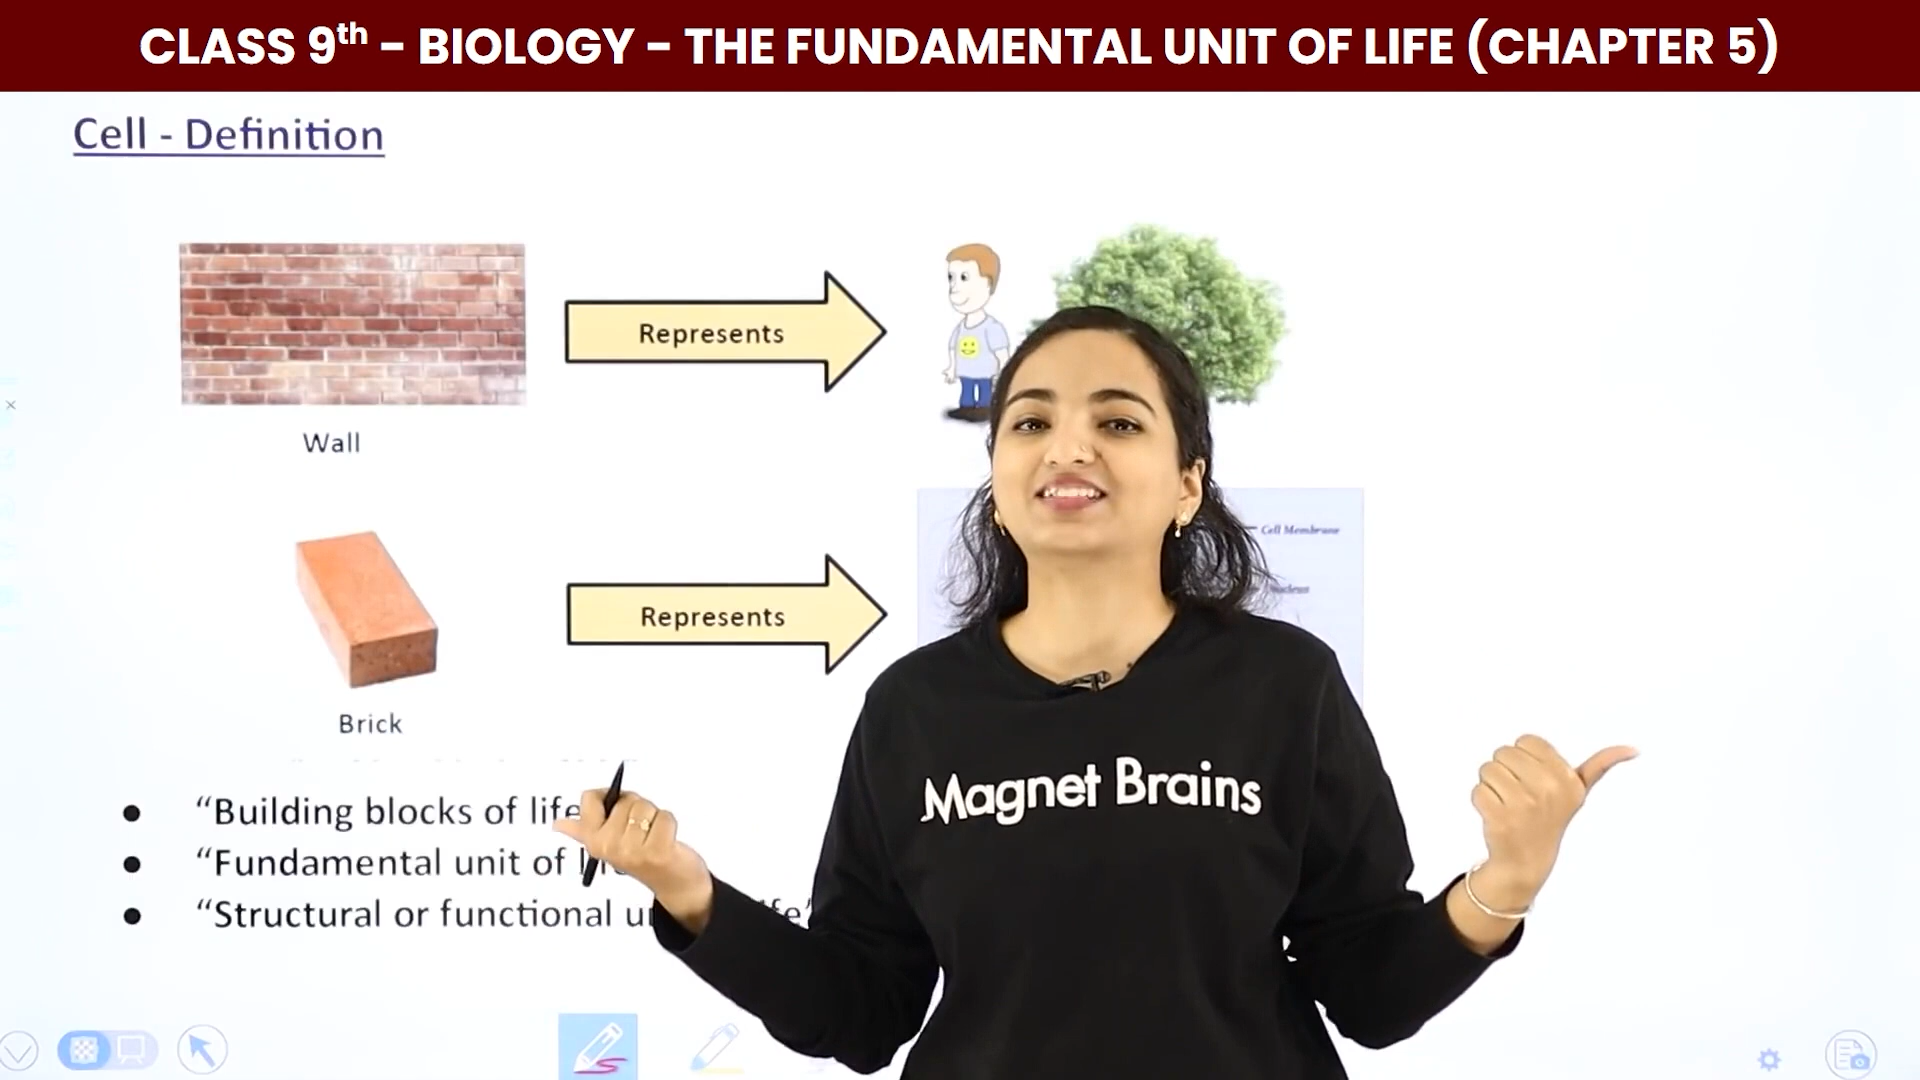 CLASS 9th - BIOLOGY - THE FUNDAMENTAL UNIT OF LIFE (CHAPTER 5)
Cell - Definition
Represents
Wall
Cell Membrane
Represents
Brick
Magnet Brains
● “Building blocks of life
● “Fundamental unit of
● “Structural or functional